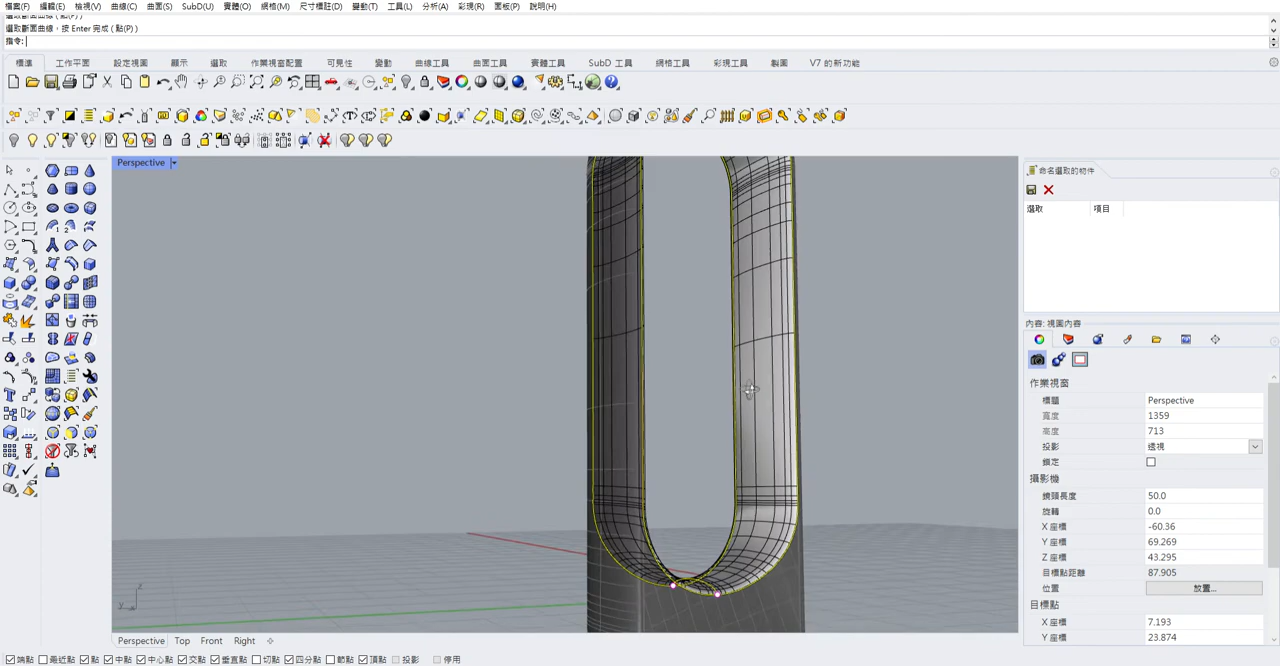 檔案(F) 編輯(E) 檢視(V) 曲線(C) 曲面(S) SubD(U) 實體(O) 網格(M) 尺寸標註(D) 變動(T) 工具(L) 分析(A) 彩現(R) 面板(P) 說明(H)
選取斷面曲線，按 Enter 完成 ( 點(P) )
指令:
標準 工作平面 設定視圖 顯示 選取 作業視窗配置 可見性 變動 曲線工具 曲面工具 實體工具 SubD 工具 網格工具 彩現工具 製圖 V7 的新功能
Perspective
命名選取的物件
選取 項目
內容: 視圖內容
作業視窗
標題 Perspective
寬度 1359
高度 713
投影 透視
鎖定
攝影機
鏡頭長度 50.0
旋轉 0.0
X 座標 -60.36
Y 座標 69.269
Z 座標 43.295
目標點距離 87.905
位置 放置...
目標點
X 座標 7.193
Y 座標 23.874
z
y
Perspective Top Front Right
端點 最近點 點 中點 中心點 交點 垂直點 切點 四分點 節點 頂點 投影 停用